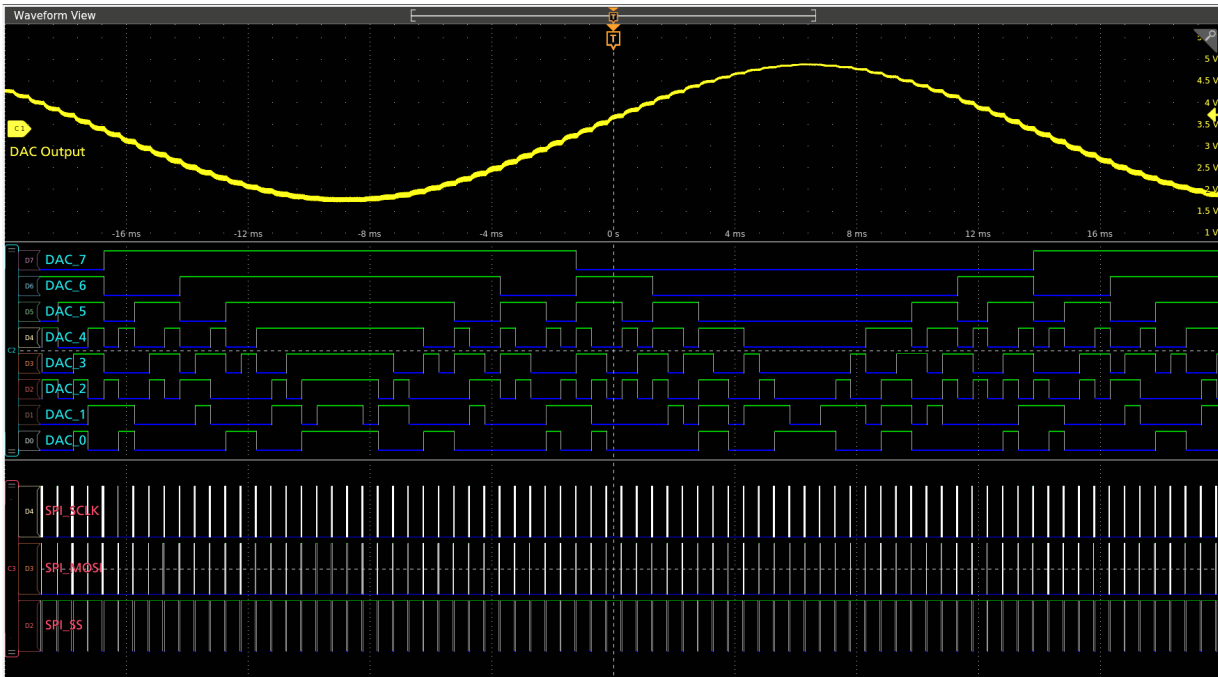 Waveform View
T
T
5
5 V
4.5 V
4 V
C 1
3.5 V
DAC Output
3 V
2.5 V
2 V
1.5 V
-16 ms -12 ms -8 ms -4 ms 0 s 4 ms 8 ms 12 ms 16 ms 1 V
D7 DAC_7
D6 DAC_6
D5 DAC_5
D4 DAC_4
C2
D3 DAC_3
D2 DAC_2
D1 DAC_1
D0 DAC_0
D4 SPI_SCLK
C3 D3 SPI_MOSI
D2 SPI_SS